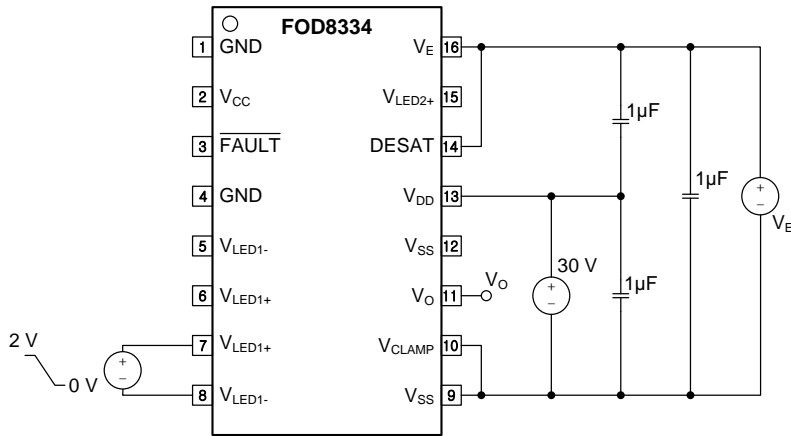 FOD8334
1 GND
2 VCC
3 FAULT
4 GND
5 VLED1-
6 VLED1+
7 VLED1+
8 VLED1-
VE 16
VLED2+ 15
DESAT 14
VDD 13
VSS 12
VO 11
VCLAMP 10
VSS 9
VO
2 V
0 V
+
−
30 V
+
−
1µF
1µF
1µF
+
−
VE